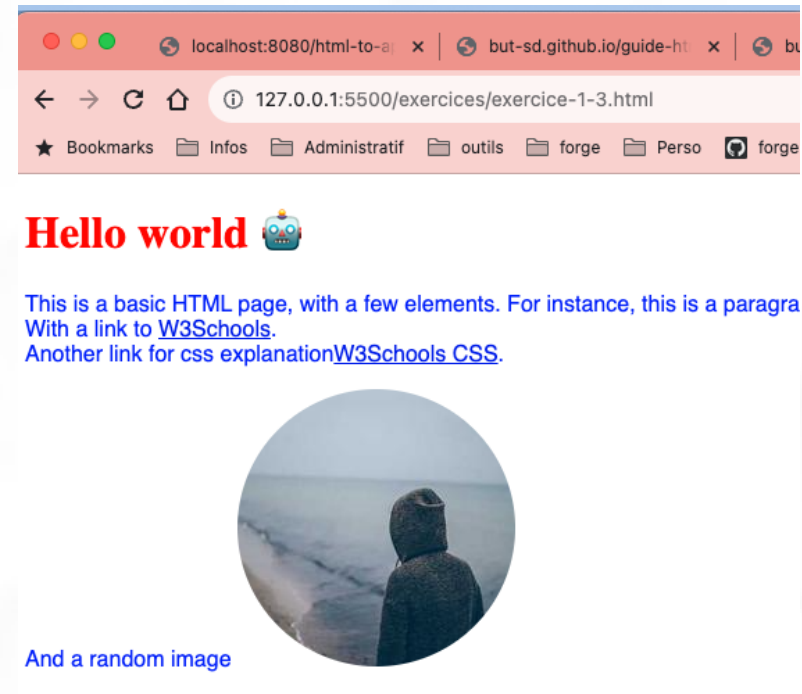 localhost:8080/html-to-a
but-sd.github.io/guide-ht
bu
127.0.0.1:5500/exercices/exercice-1-3.html
Bookmarks Infos Administratif outils forge Perso forge
Hello world 🤖
This is a basic HTML page, with a few elements. For instance, this is a paragra
With a link to W3Schools.
Another link for css explanationW3Schools CSS.
And a random image